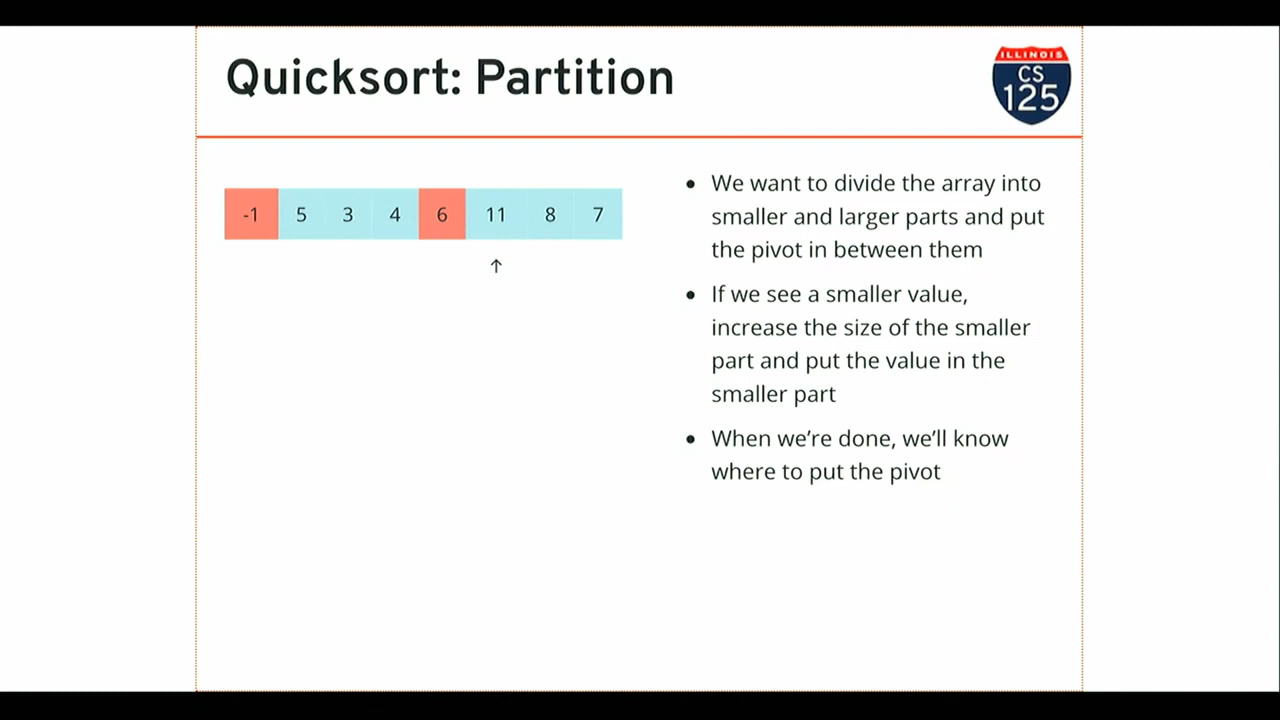 Quicksort: Partition
ILLINOIS
CS
125
-1 5 3 4 6 11 8 7
↑
• We want to divide the array into
smaller and larger parts and put
the pivot in between them
• If we see a smaller value,
increase the size of the smaller
part and put the value in the
smaller part
• When we’re done, we’ll know
where to put the pivot